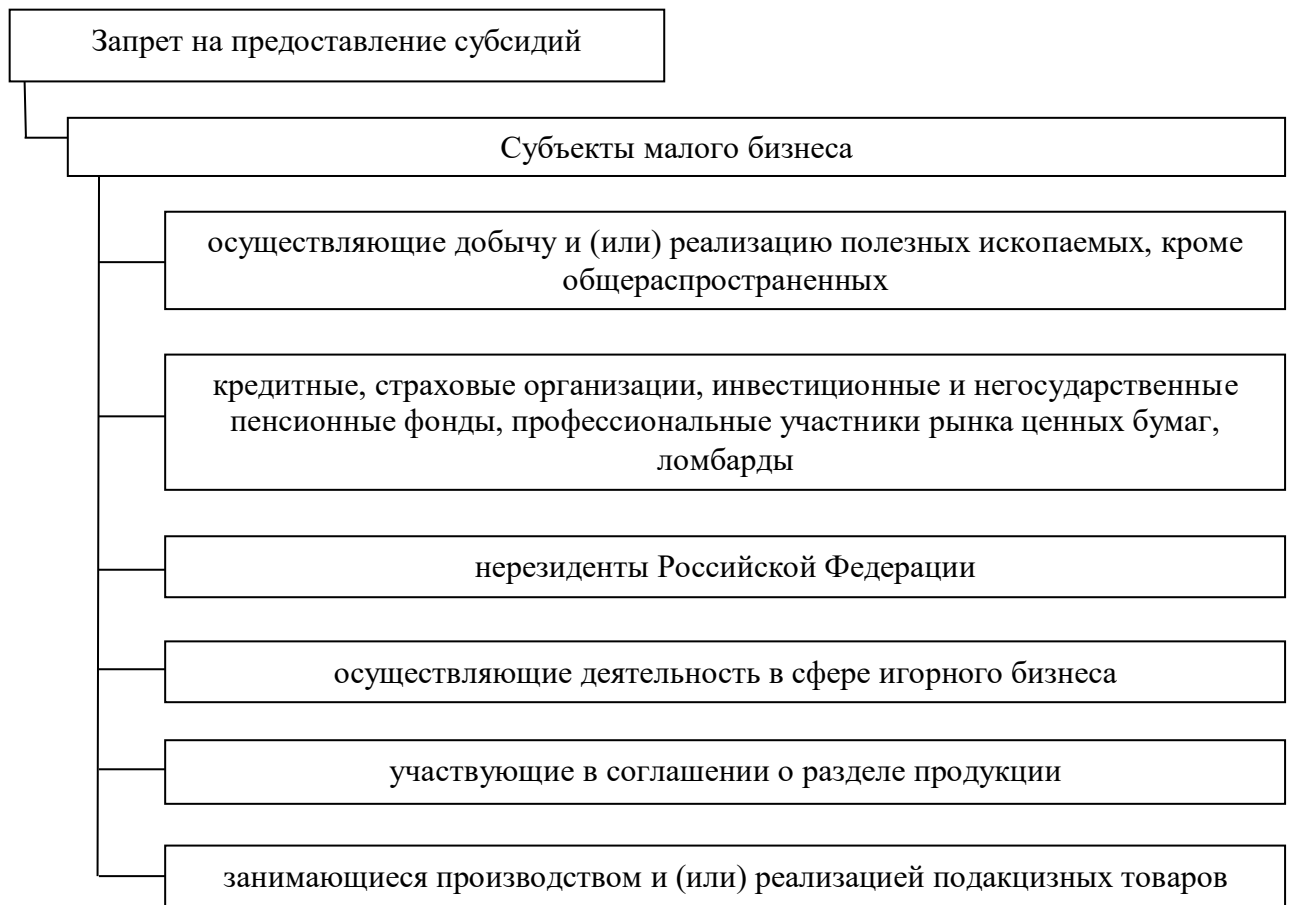 Запрет на предоставление субсидий
Субъекты малого бизнеса
осуществляющие добычу и (или) реализацию полезных ископаемых, кроме
общераспространенных
кредитные, страховые организации, инвестиционные и негосударственные
пенсионные фонды, профессиональные участники рынка ценных бумаг,
ломбарды
нерезиденты Российской Федерации
осуществляющие деятельность в сфере игорного бизнеса
участвующие в соглашении о разделе продукции
занимающиеся производством и (или) реализацией подакцизных товаров